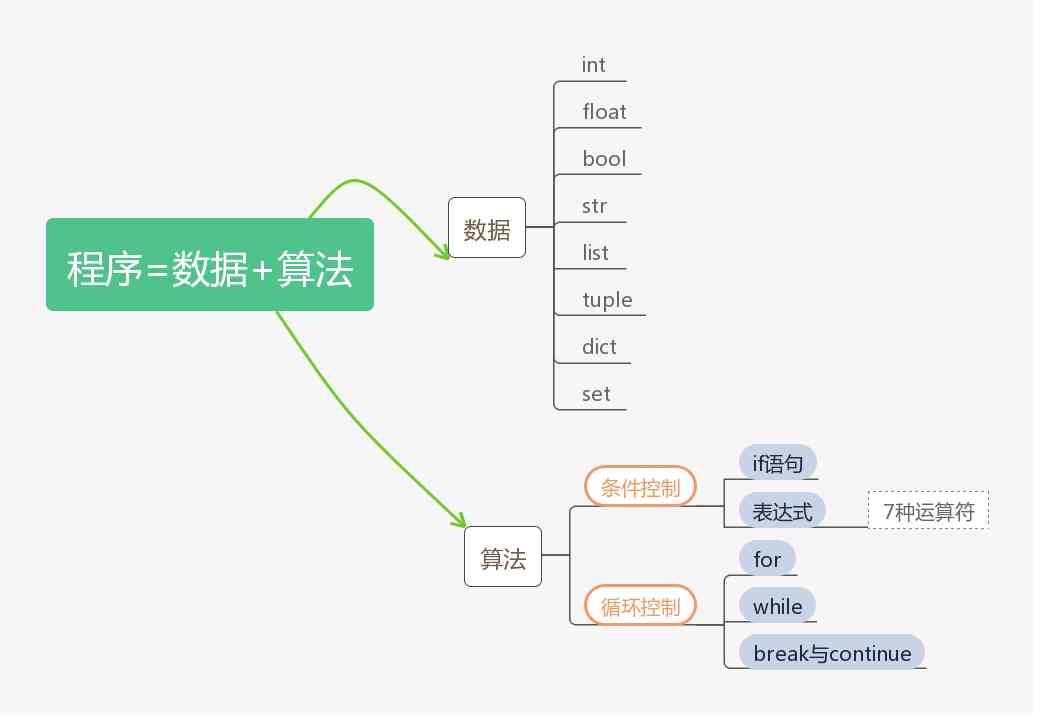 程序=数据+算法
数据
int
float
bool
str
list
tuple
dict
set
算法
条件控制
if语句
表达式
7种运算符
循环控制
for
while
break与continue